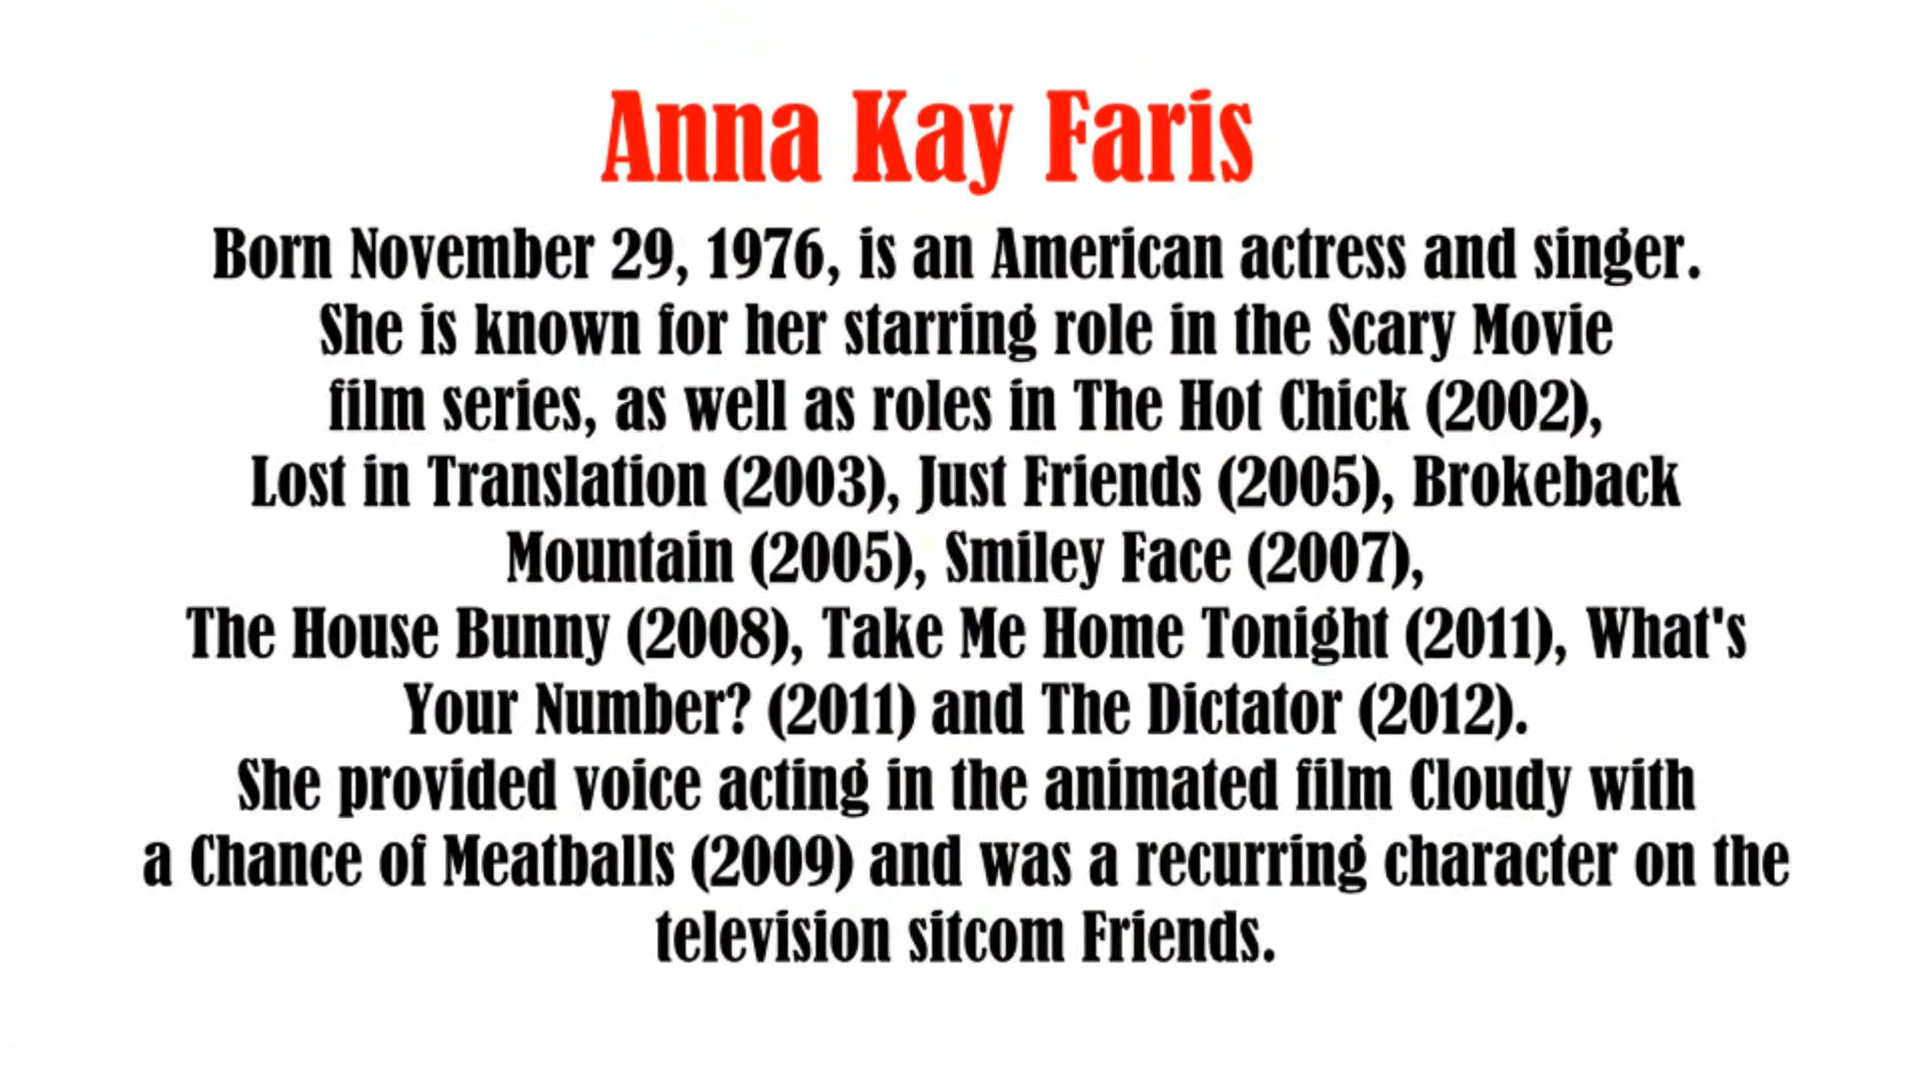 Anna Kay Faris
Born November 29, 1976, is an American actress and singer.
She is known for her starring role in the Scary Movie
film series, as well as roles in The Hot Chick (2002),
Lost in Translation (2003), Just Friends (2005), Brokeback
Mountain (2005), Smiley Face (2007),
The House Bunny (2008), Take Me Home Tonight (2011), What's
Your Number? (2011) and The Dictator (2012).
She provided voice acting in the animated film Cloudy with
a Chance of Meatballs (2009) and was a recurring character on the
television sitcom Friends.